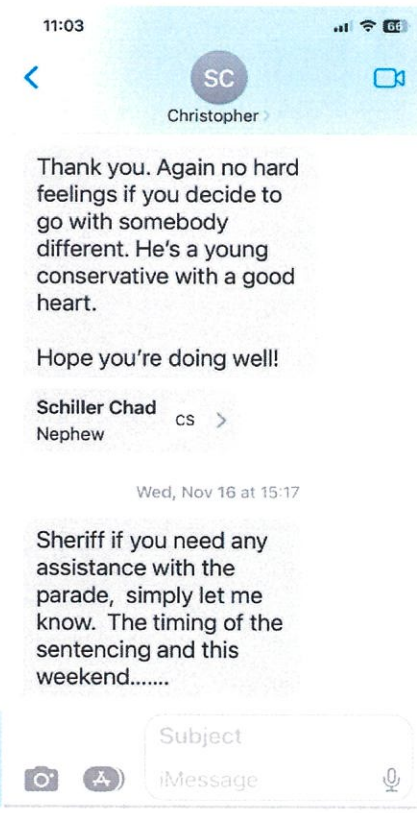 11:03
66
SC
Christopher
Thank you. Again no hard
feelings if you decide to
go with somebody
different. He's a young
conservative with a good
heart.
Hope you're doing well!
Schiller Chad
Nephew
CS
Wed, Nov 16 at 15:17
Sheriff if you need any
assistance with the
parade, simply let me
know. The timing of the
sentencing and this
weekend.......
Subject
iMessage